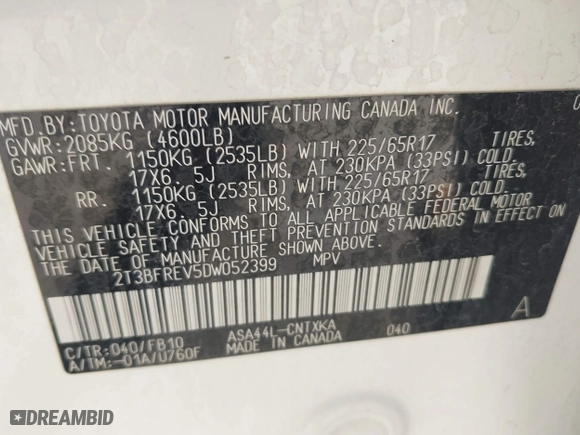 MFD.BY:TOYOTA MOTOR MANUFACTURING CANADA INC. 0
GVWR:2085KG (4600LB)
GAWR:FRT. 1150KG (2535LB) WITH 225/65R17 TIRES,
17X6. 5J RIMS, AT 230KPA (33PSI) COLD.
RR. 1150KG (2535LB) WITH 225/65R17 TIRES,
17X6. 5J RIMS, AT 230KPA (33PSI) COLD.
THIS VEHICLE CONFORMS TO ALL APPLICABLE FEDERAL MOTOR
VEHICLE SAFETY AND THEFT PREVENTION STANDARDS IN EFFECT
ON THE DATE OF MANUFACTURE SHOWN ABOVE.
2T3BFREV5DW052399 MPV
A
C/TR:040/FB10 ASA44L-CNTXKA 040
A/TM:-01A/U760F MADE IN CANADA
DREAMBID